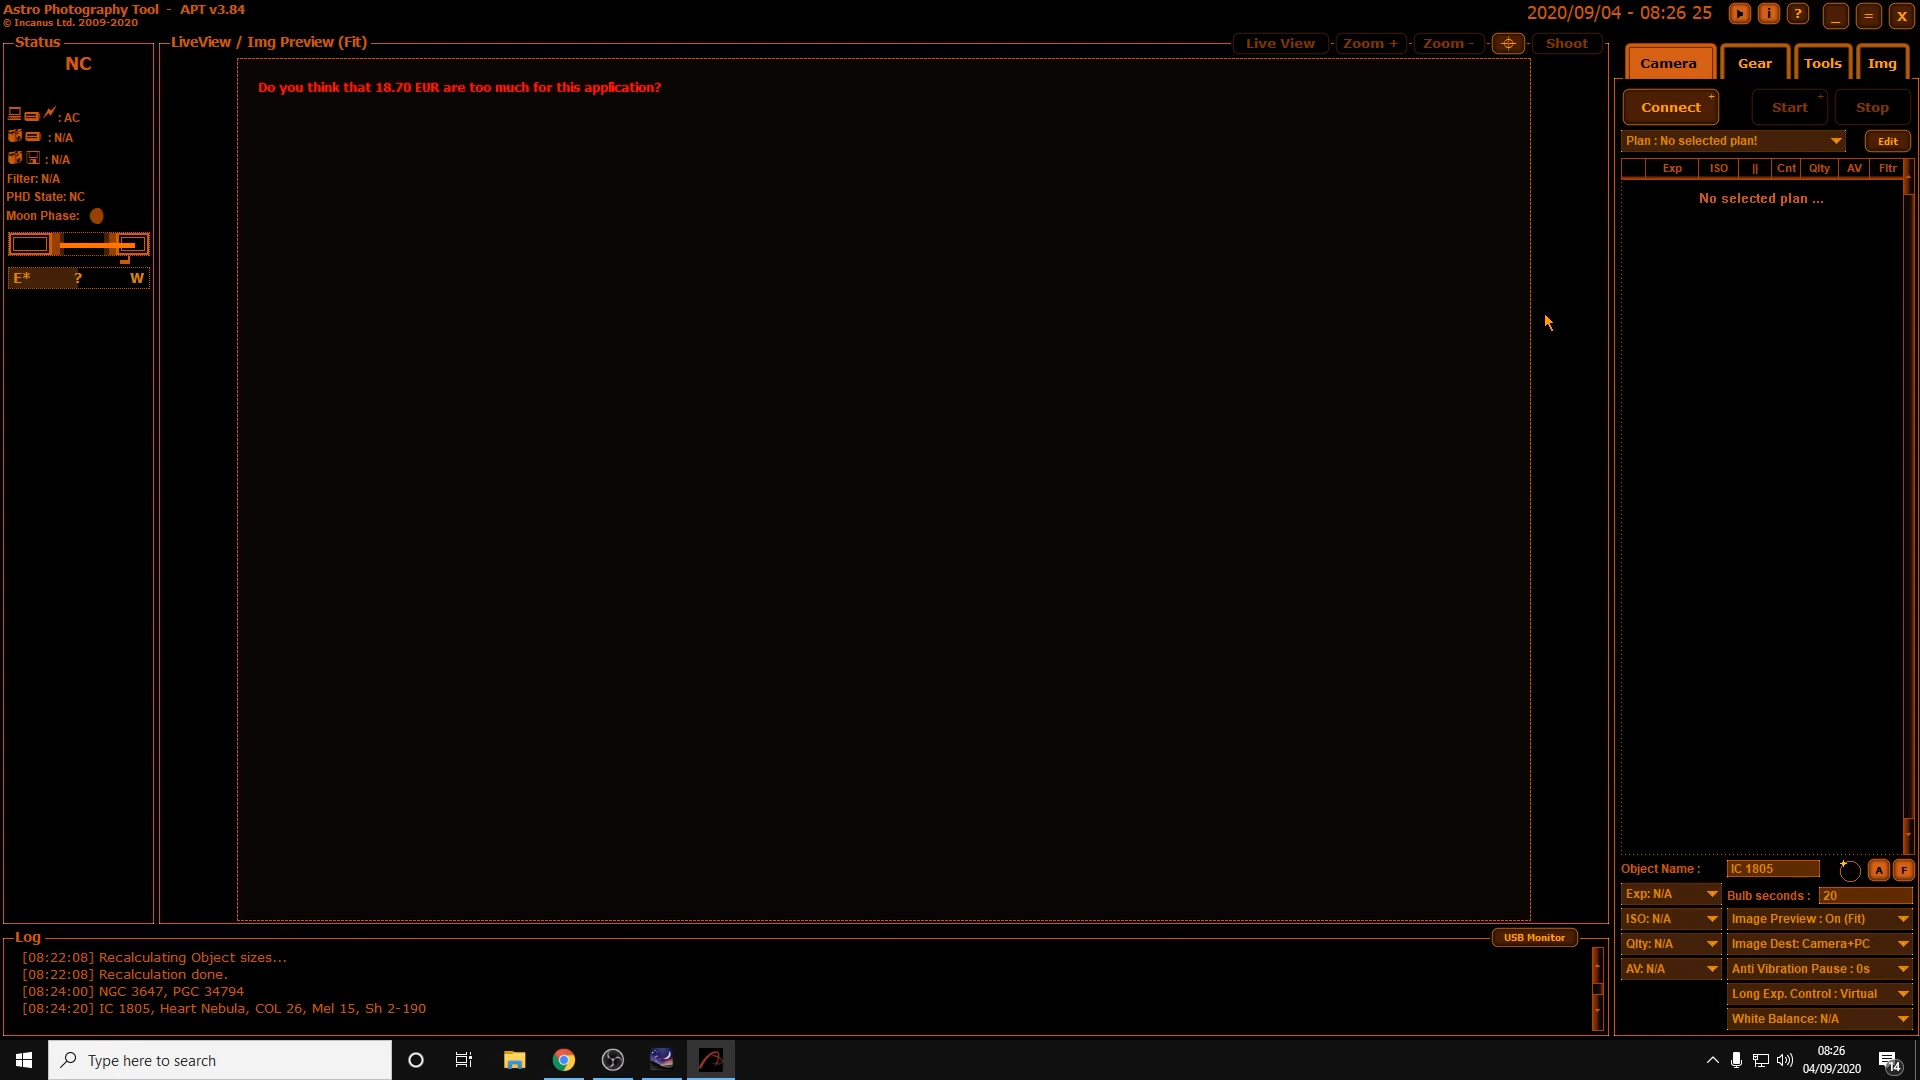 Astro Photography Tool - APT v3.84
© Incanus Ltd. 2009-2020
2020/09/04 - 08:26 25
i
?
_
=
X
Status
LiveView / Img Preview (Fit)
Live View
Zoom +
Zoom -
Shoot
Camera
Gear
Tools
Img
NC
Do you think that 18.70 EUR are too much for this application?
Connect +
Start +
Stop
: AC
: N/A
: N/A
Filter: N/A
PHD State: NC
Moon Phase:
E* ? W
Plan : No selected plan!
Edit
Exp ISO || Cnt Qlty AV Fltr
No selected plan ...
Object Name : IC 1805
A
F
Exp: N/A
Bulb seconds : 20
ISO: N/A
Image Preview : On (Fit)
Qlty: N/A
Image Dest: Camera+PC
AV: N/A
Anti Vibration Pause : 0s
Long Exp. Control : Virtual
White Balance: N/A
Log
USB Monitor
[08:22:08] Recalculating Object sizes...
[08:22:08] Recalculation done.
[08:24:00] NGC 3647, PGC 34794
[08:24:20] IC 1805, Heart Nebula, COL 26, Mel 15, Sh 2-190
Type here to search
08:26
04/09/2020
14